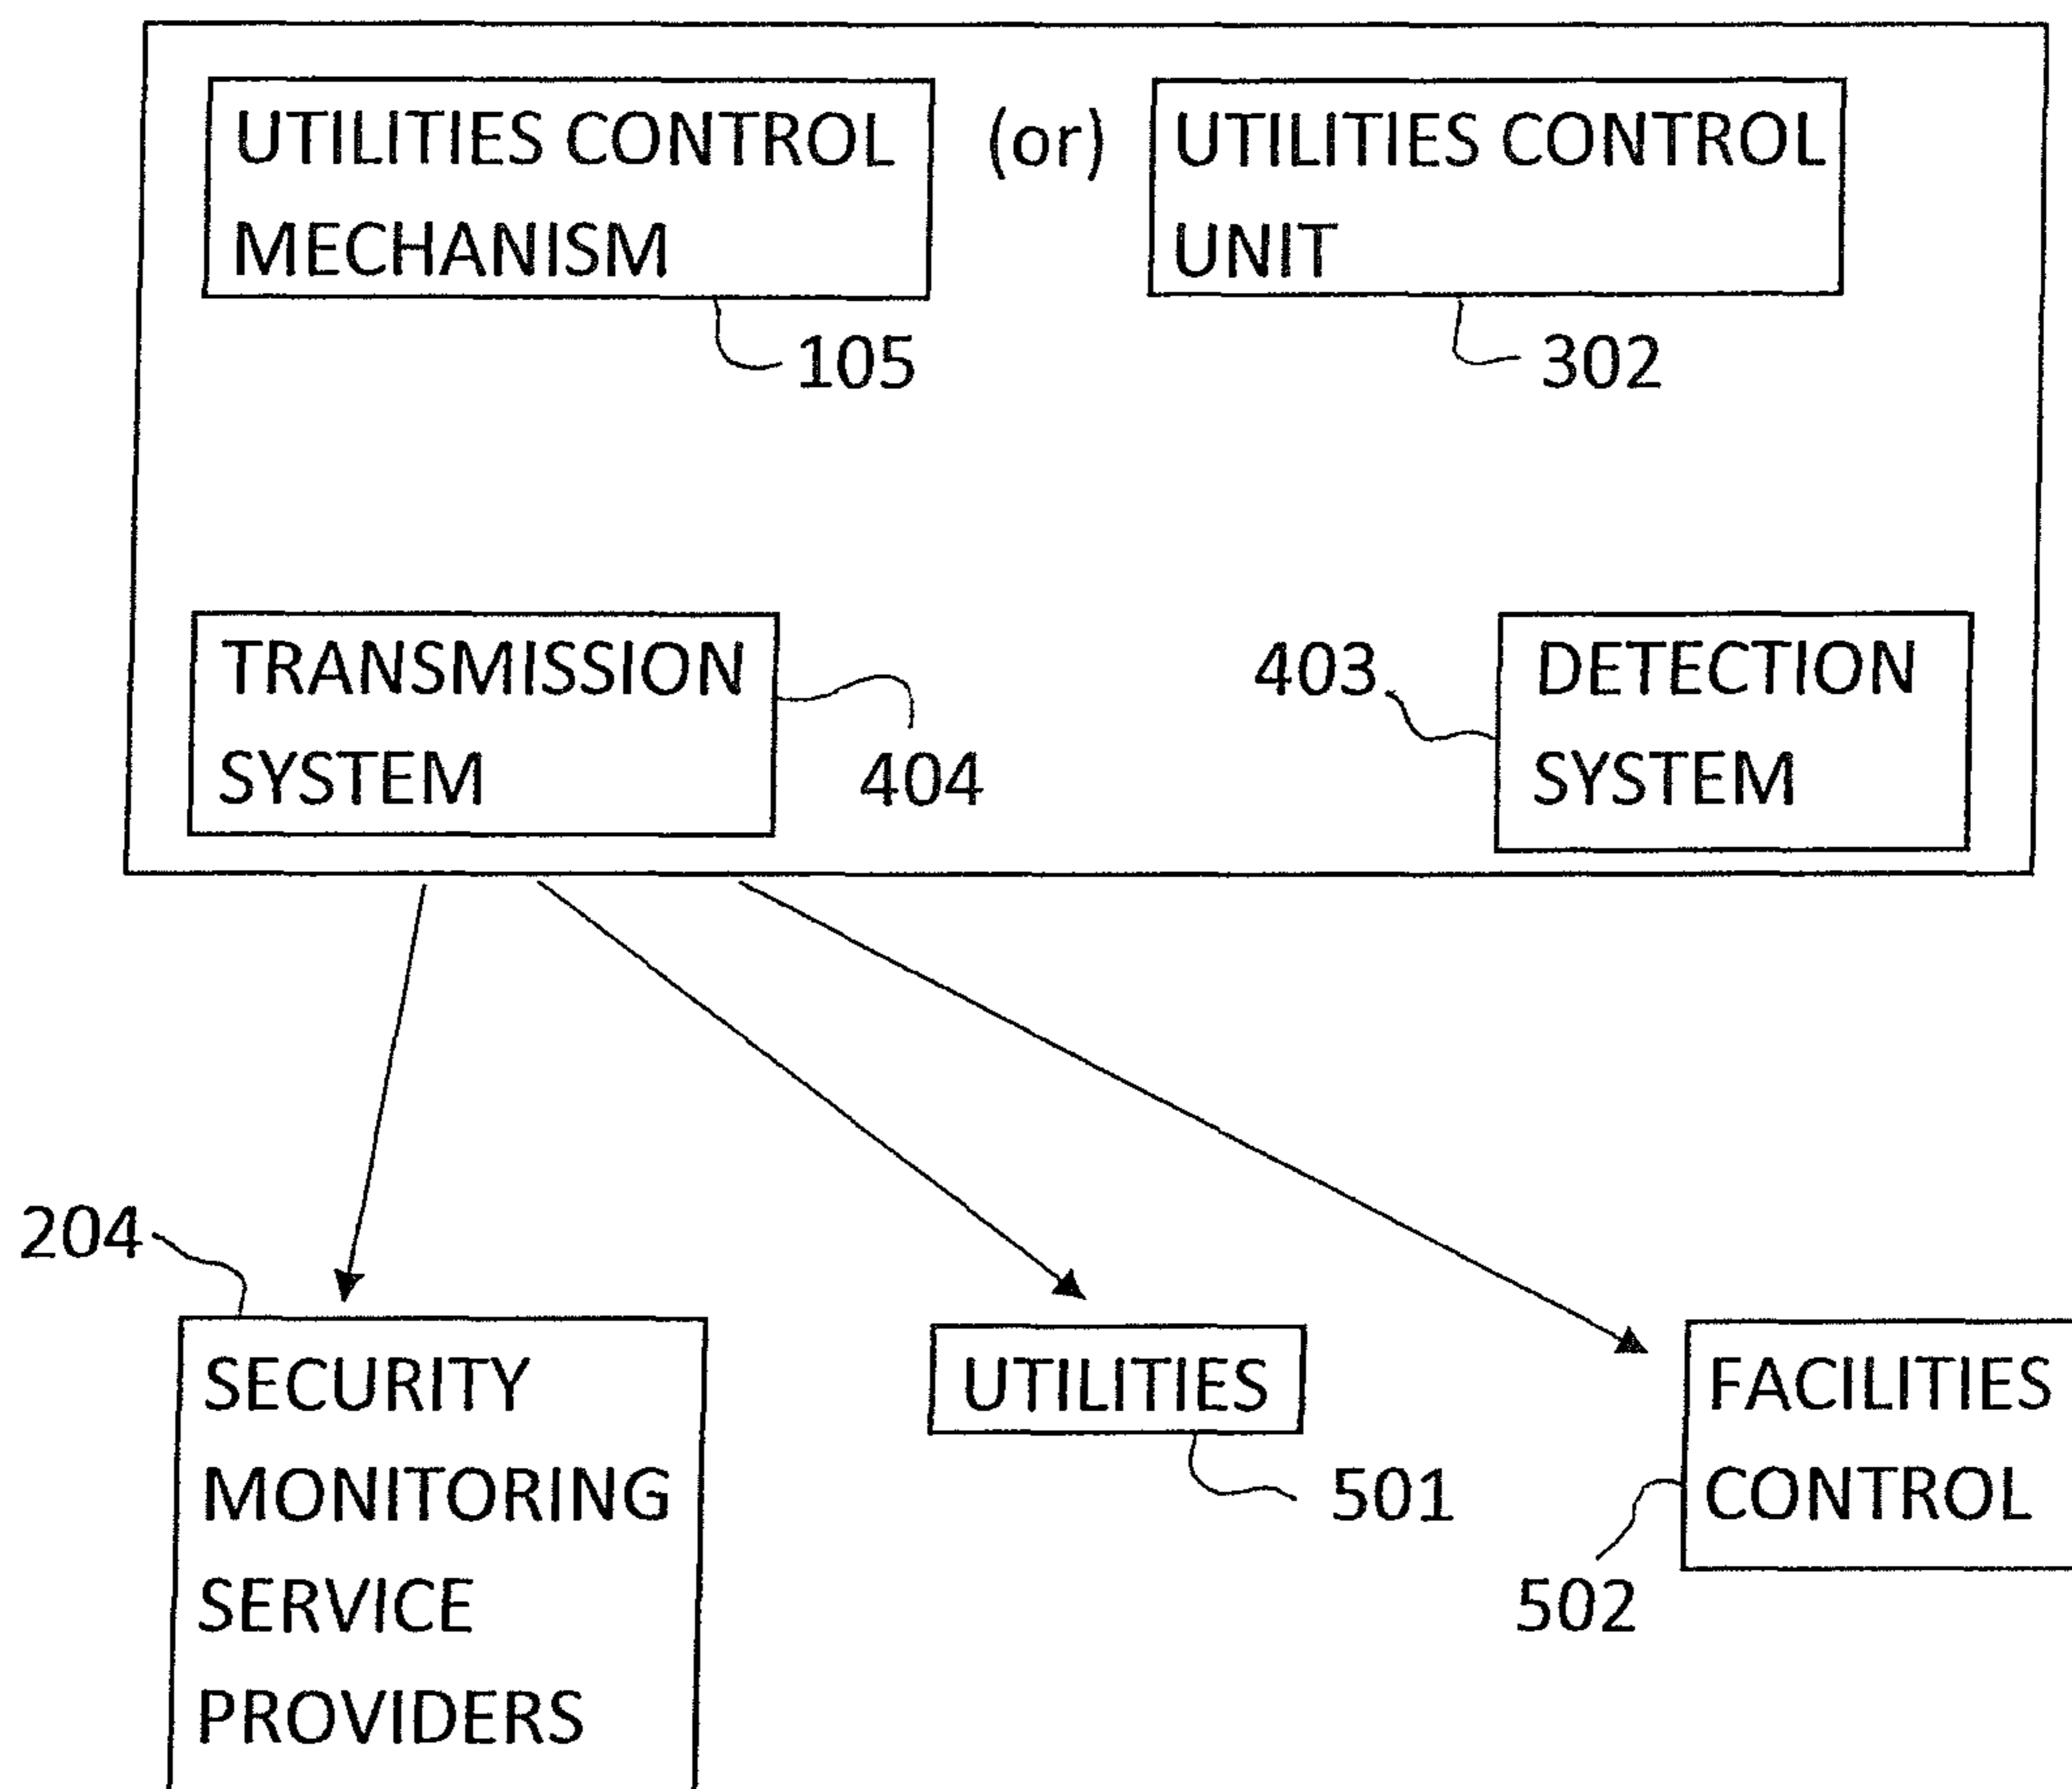 UTILITIES CONTROL
MECHANISM
(or)
UTILITIES CONTROL
UNIT
105
302
TRANSMISSION
SYSTEM
404
403
DETECTION
SYSTEM
204
SECURITY
MONITORING
SERVICE
PROVIDERS
UTILITIES
501
FACILITIES
CONTROL
502